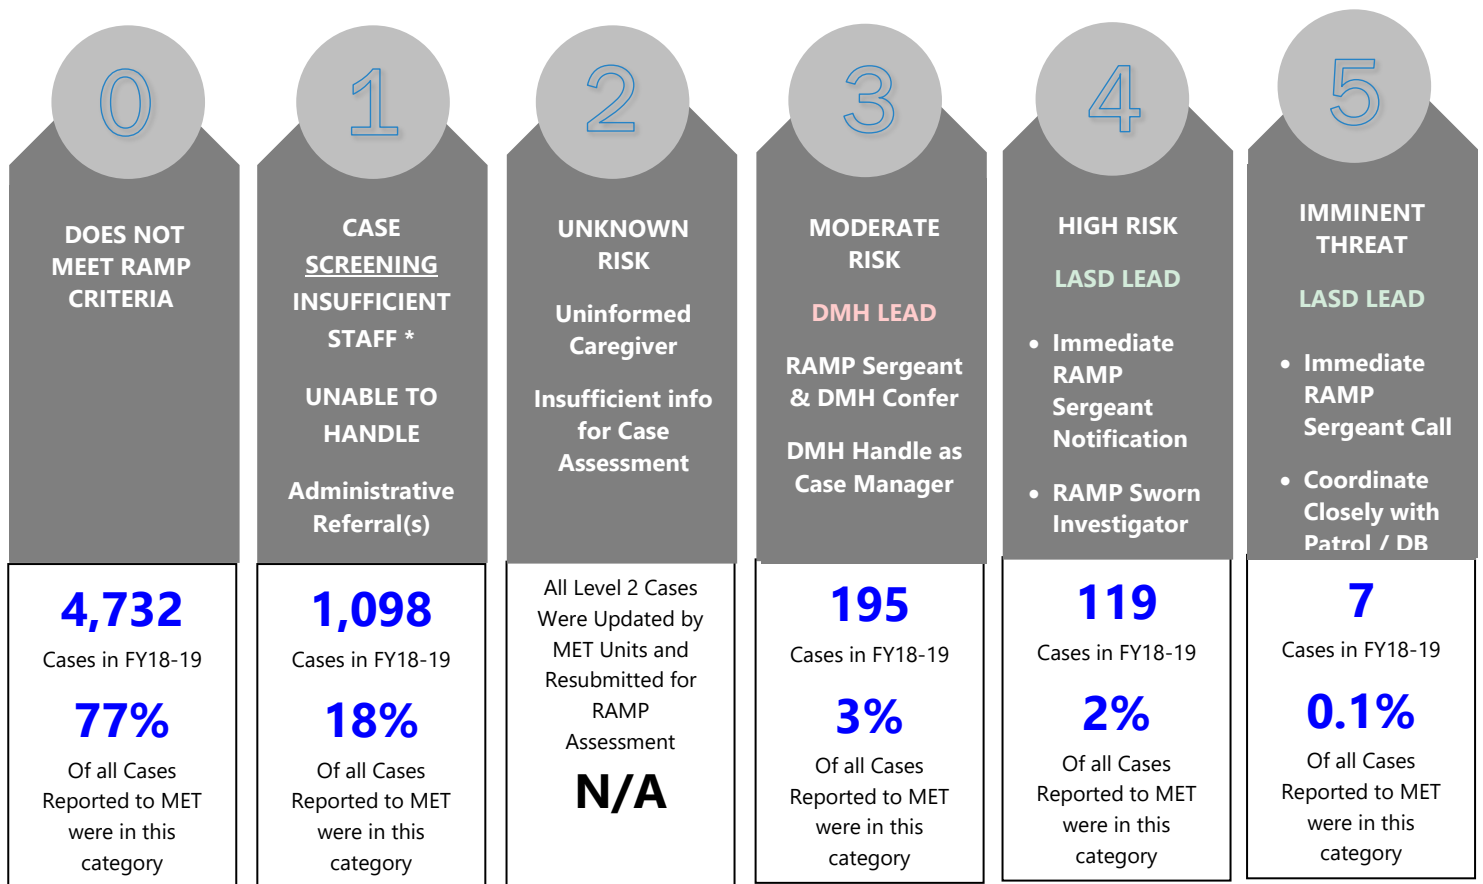 0
DOES NOT
MEET RAMP
CRITERIA
4,732
Cases in FY18-19
77%
Of all Cases
Reported to MET
were in this
category
1
CASE
SCREENING
INSUFFICIENT
STAFF *
UNABLE TO
HANDLE
Administrative
Referral(s)
1,098
Cases in FY18-19
18%
Of all Cases
Reported to MET
were in this
category
2
UNKNOWN
RISK
Uninformed
Caregiver
Insufficient info
for Case
Assessment
All Level 2 Cases
Were Updated by
MET Units and
Resubmitted for
RAMP
Assessment
N/A
3
MODERATE
RISK
DMH LEAD
RAMP Sergeant
& DMH Confer
DMH Handle as
Case Manager
195
Cases in FY18-19
3%
Of all Cases
Reported to MET
were in this
category
4
HIGH RISK
LASD LEAD
• Immediate
RAMP
Sergeant
Notification
• RAMP Sworn
Investigator
119
Cases in FY18-19
2%
Of all Cases
Reported to MET
were in this
category
5
IMMINENT
THREAT
LASD LEAD
• Immediate
RAMP
Sergeant Call
• Coordinate
Closely with
Patrol / DB
7
Cases in FY18-19
0.1%
Of all Cases
Reported to MET
were in this
category